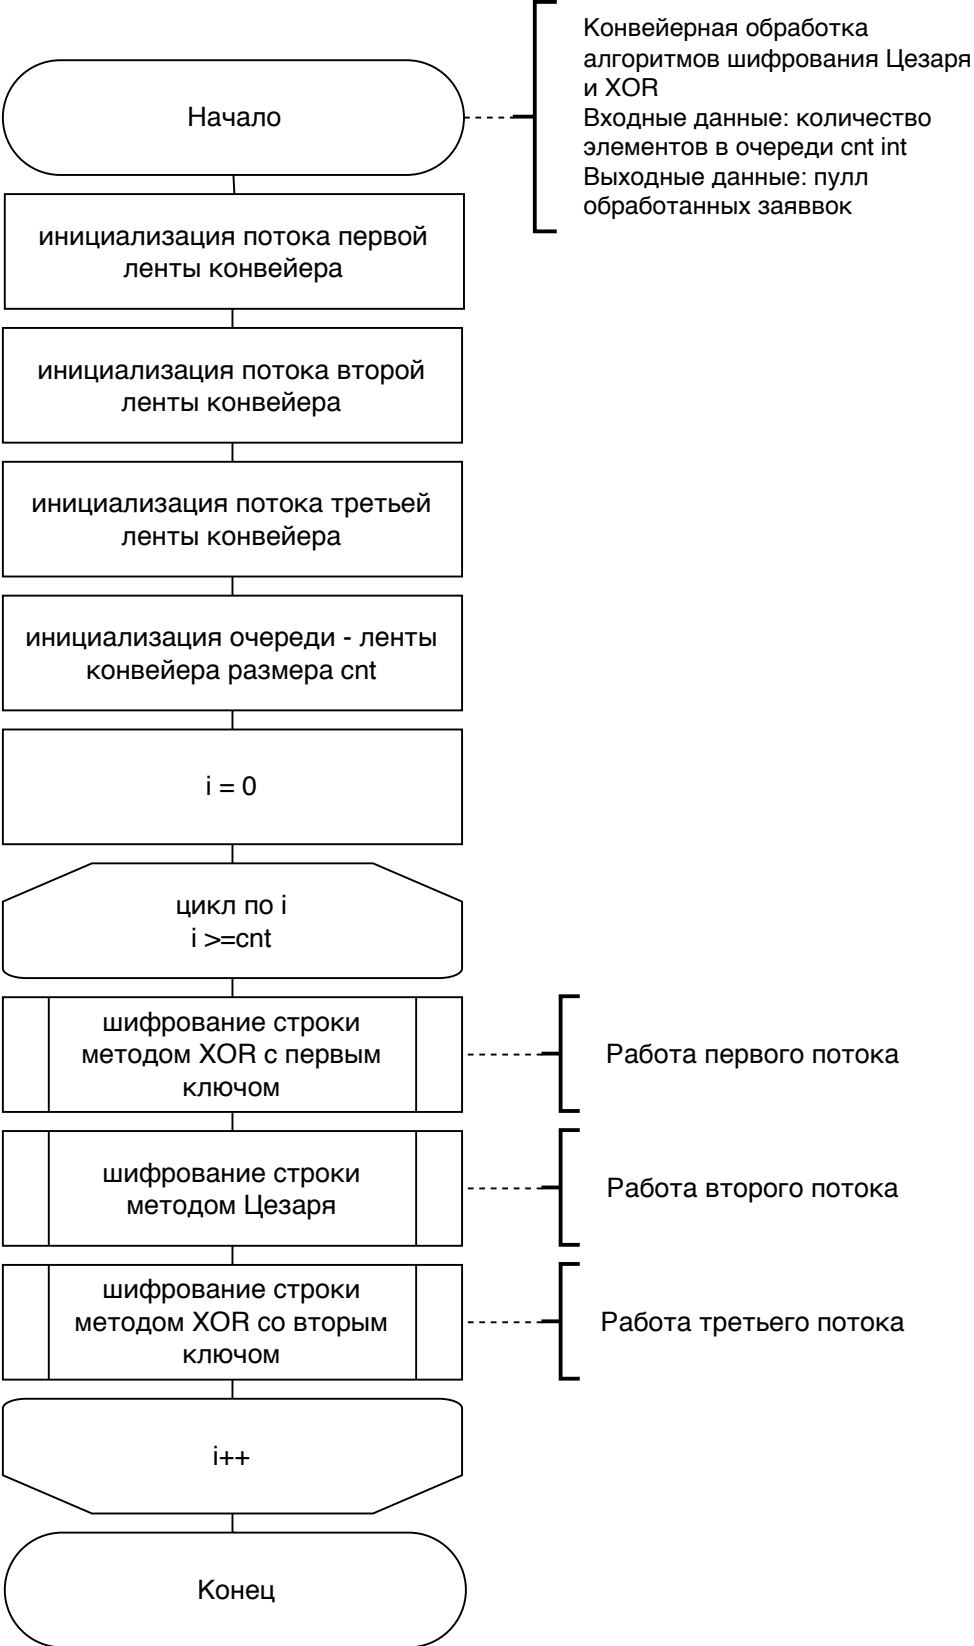 Конвейерная обработка
алгоритмов шифрования Цезаря
и XOR
Входные данные: количество
элементов в очереди cnt int
Выходные данные: пулл
обработанных заяввок
Начало
инициализация потока первой
ленты конвейера
инициализация потока второй
ленты конвейера
инициализация потока третьей
ленты конвейера
инициализация очереди - ленты
конвейера размера cnt
i = 0
цикл по i
i >=cnt
шифрование строки
методом XOR с первым
ключом
Работа первого потока
шифрование строки
методом Цезаря
Работа второго потока
шифрование строки
методом XOR со вторым
ключом
Работа третьего потока
i++
Конец